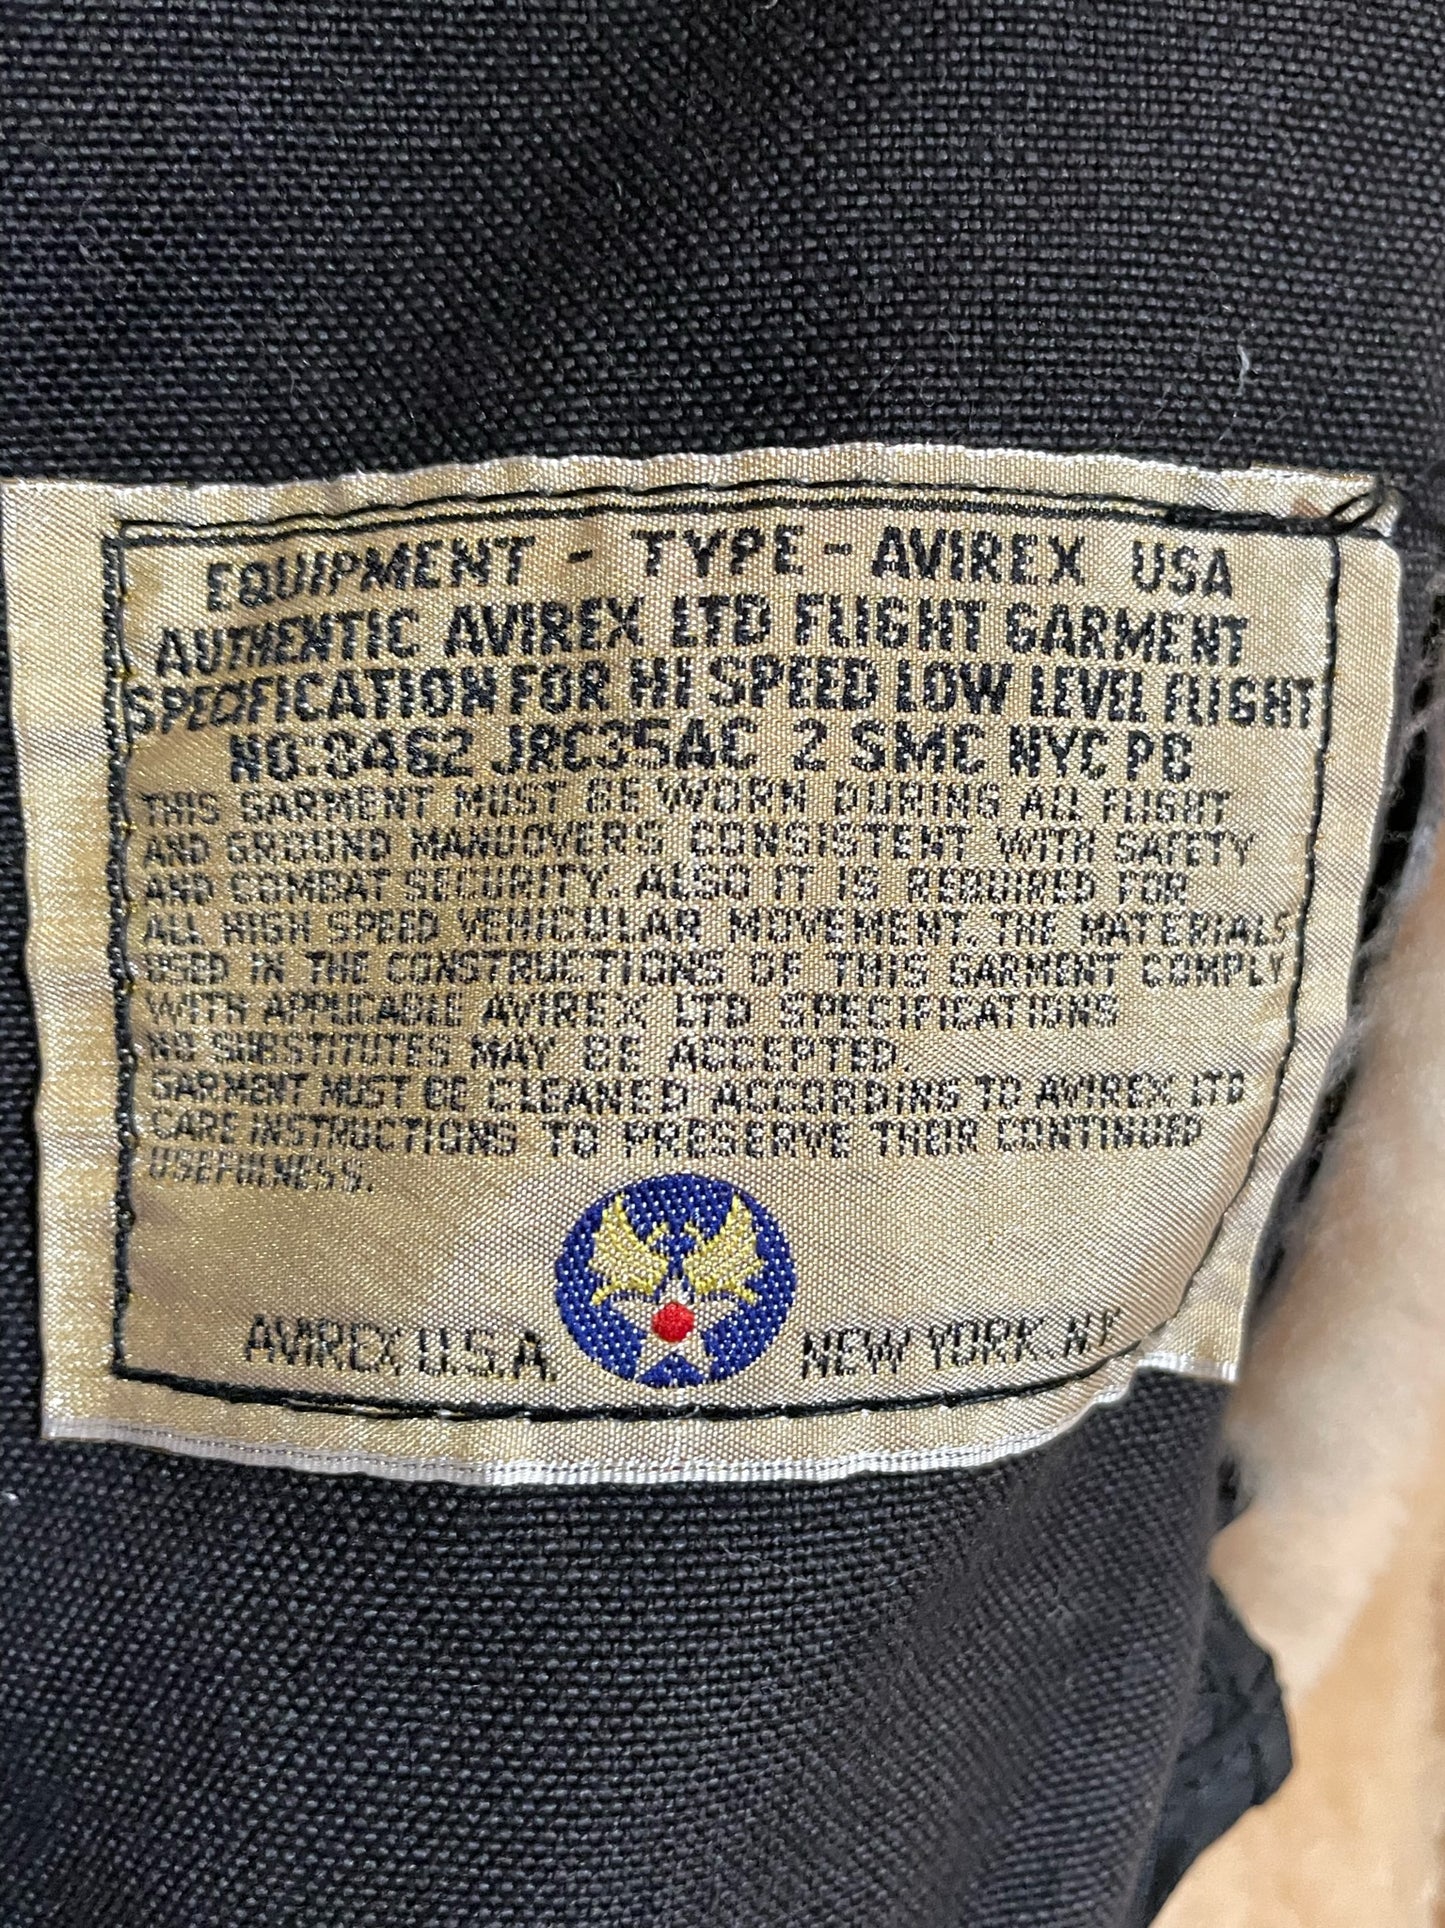 EQUIPMENT - TYPE - AVIREX USA
AUTHENTIC AVIREX LTD FLIGHT GARMENT
SPECIFICATION FOR HI SPEED LOW LEVEL FLIGHT
NO:8462 JRC35AC 2 SMC NYC PB
THIS GARMENT MUST BE WORN DURING ALL FLIGHT
AND GROUND MANUOVERS CONSISTENT WITH SAFETY
AND COMBAT SECURITY. ALSO IT IS REQUIRED FOR
ALL HIGH SPEED VEHICULAR MOVEMENT. THE MATERIALS
USED IN THE CONSTRUCTIONS OF THIS GARMENT COMPLY
WITH APPLICABLE AVIREX LTD SPECIFICATIONS
NO SUBSTITUTES MAY BE ACCEPTED.
GARMENT MUST BE CLEANED ACCORDING TO AVIREX LTD
CARE INSTRUCTIONS TO PRESERVE THEIR CONTINUED
USEFULNESS.
AVIREX U.S.A. NEW YORK. N.Y